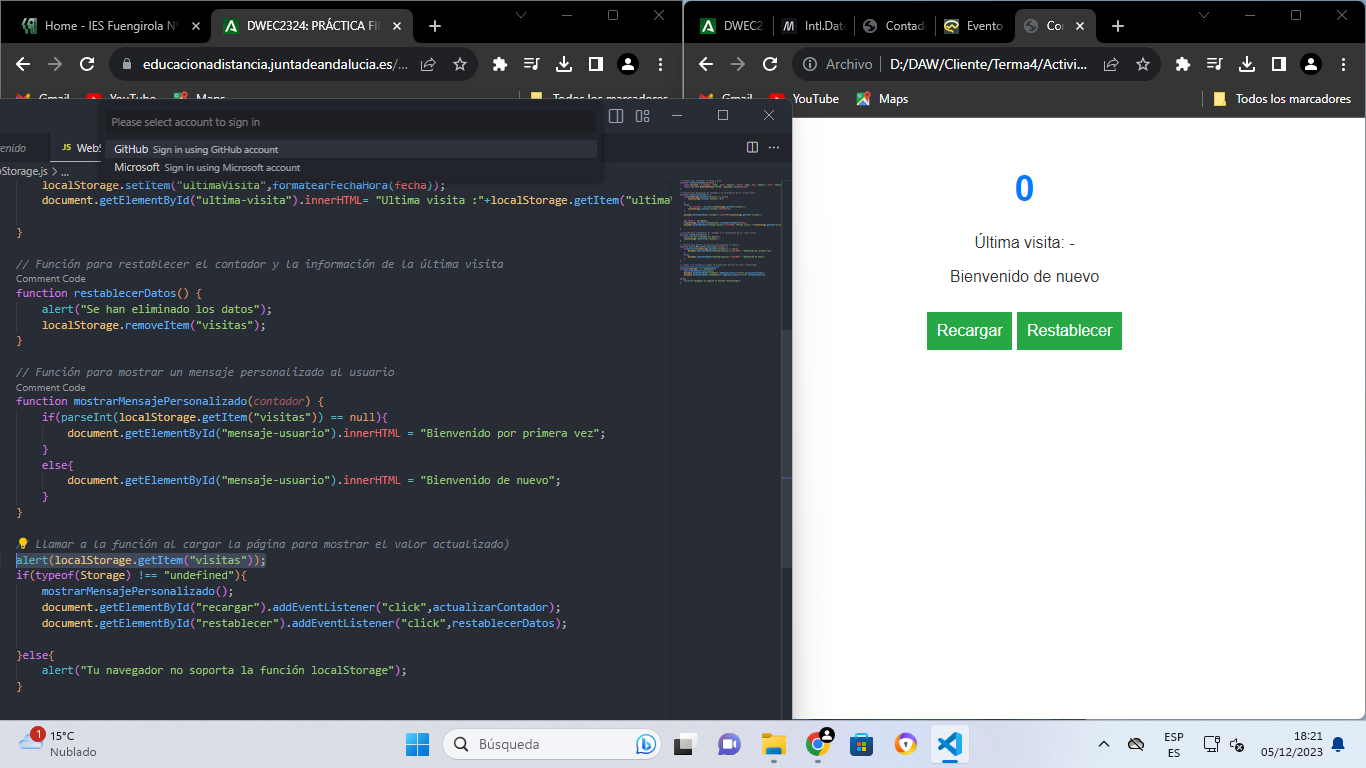 Home - IES Fuengirola Nº
DWEC2324: PRÁCTICA FI
educacionadistancia.juntadeandalucia.es/...
Gmail
YouTube
Maps
Todos los marcadores
DWEC2
Intl.Dat
Contad
Evento
Co
Archivo
D:/DAW/Cliente/Terma4/Activi...
Gmail
YouTube
Maps
Todos los marcadores
Please select account to sign in
GitHub Sign in using GitHub account
Microsoft Sign in using Microsoft account
enido
JS WebS
Storage.js > ...
localStorage.setItem("ultimaVisita",formatearFechaHora(fecha));
document.getElementById("ultima-visita").innerHTML= "Ultima visita :"+localStorage.getItem("ultimaV
}
// Función para restablecer el contador y la información de la última visita
Comment Code
function restablecerDatos() {
alert("Se han eliminado los datos");
localStorage.removeItem("visitas");
}
// Función para mostrar un mensaje personalizado al usuario
Comment Code
function mostrarMensajePersonalizado(contador) {
if(parseInt(localStorage.getItem("visitas")) == null){
document.getElementById("mensaje-usuario").innerHTML = "Bienvenido por primera vez";
}
else{
document.getElementById("mensaje-usuario").innerHTML = "Bienvenido de nuevo";
}
}
// Llamar a la función al cargar la página para mostrar el valor actualizado)
alert(localStorage.getItem("visitas"));
if(typeof(Storage) !== "undefined"){
mostrarMensajePersonalizado();
document.getElementById("recargar").addEventListener("click",actualizarContador);
document.getElementById("restablecer").addEventListener("click",restablecerDatos);
}else{
alert("Tu navegador no soporta la función localStorage");
}
0
Última visita: -
Bienvenido de nuevo
Recargar
Restablecer
1
15°C
Nublado
Búsqueda
ESP
ES
18:21
05/12/2023